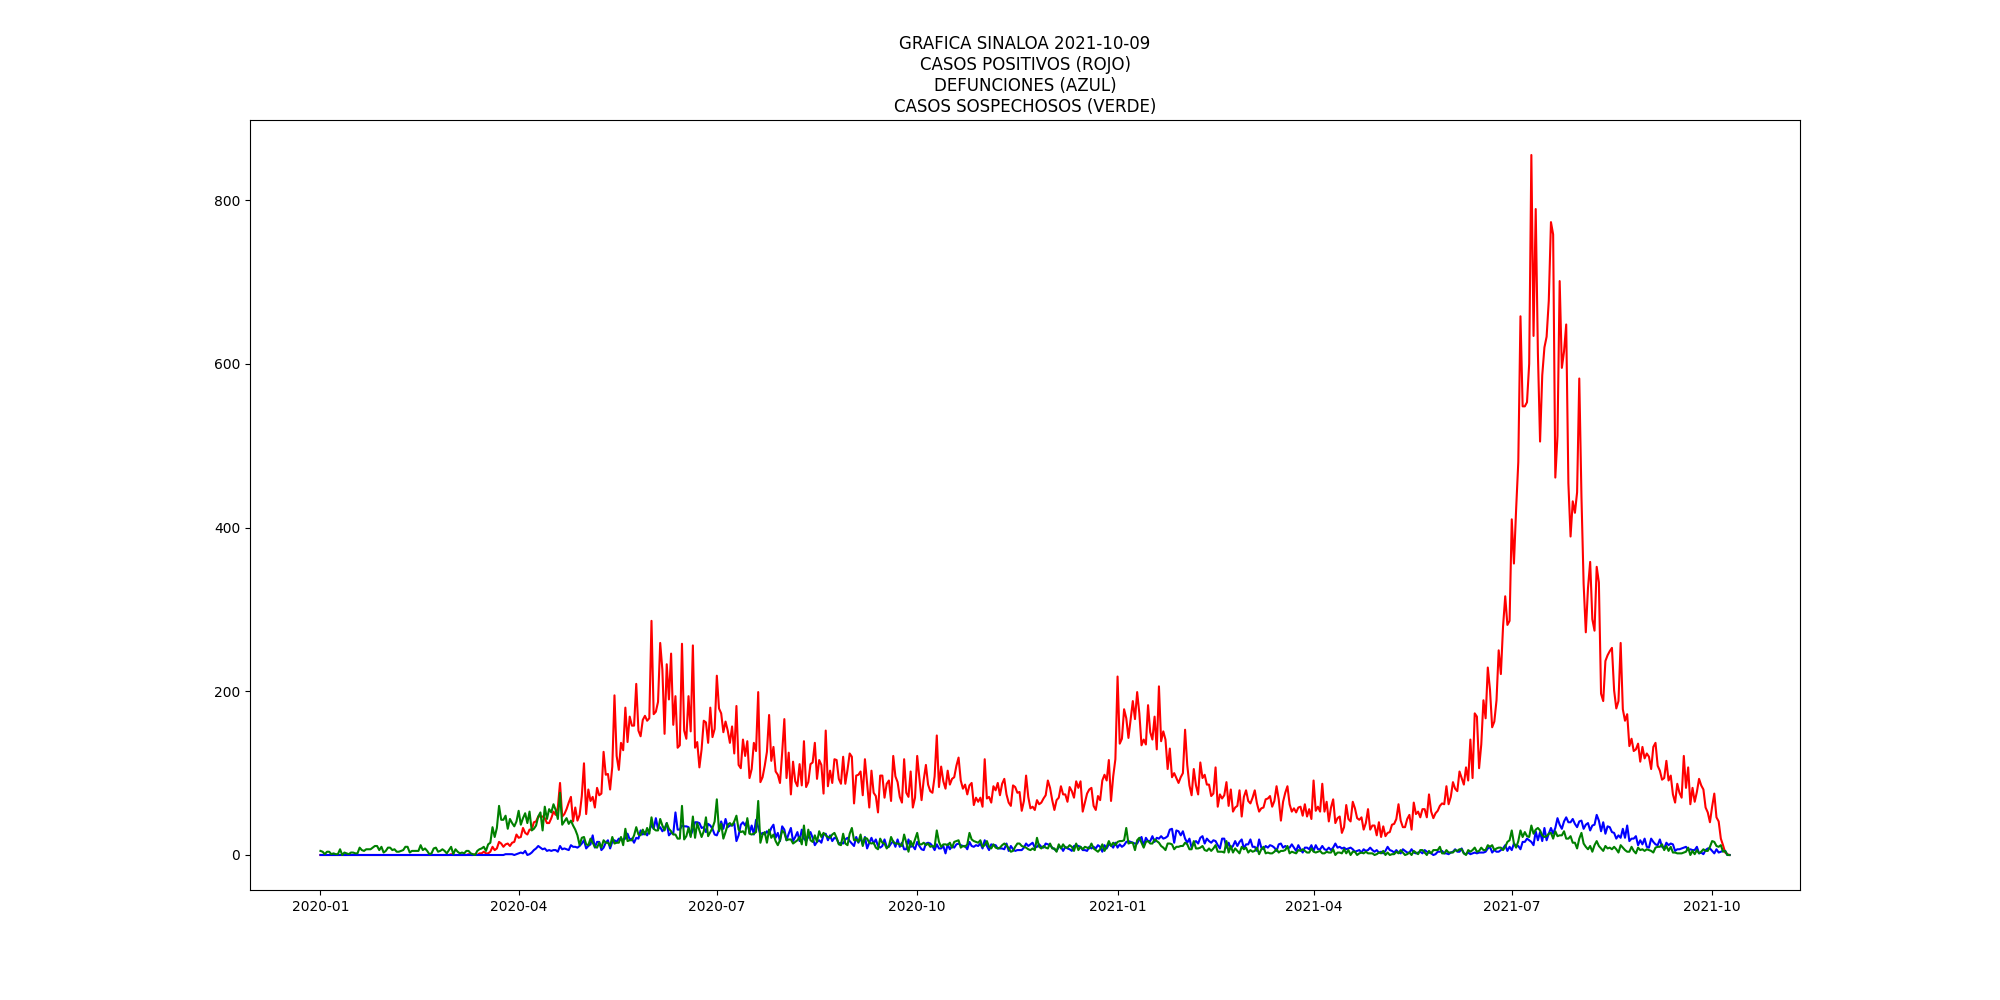 GRAFICA SINALOA 2021-10-09
CASOS POSITIVOS (ROJO)
DEFUNCIONES (AZUL)
CASOS SOSPECHOSOS (VERDE)
800
600
400
200
0
2020-01 2020-04 2020-07 2020-10 2021-01 2021-04 2021-07 2021-10